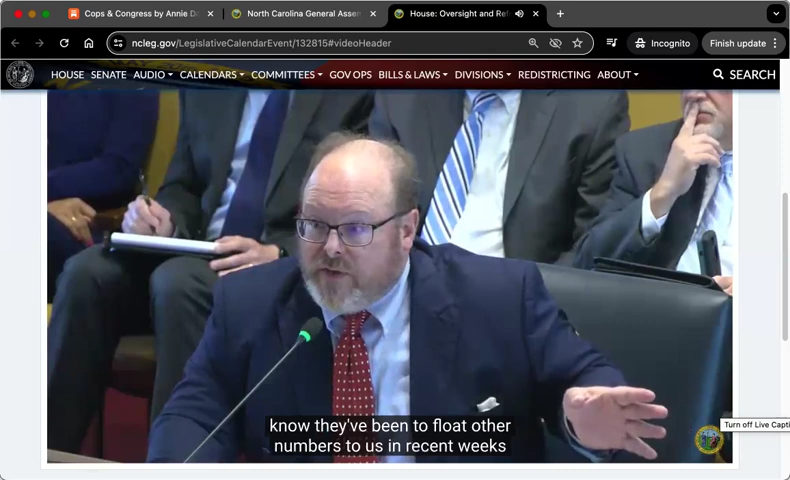 Cops & Congress by Annie Di
North Carolina General Assem
House: Oversight and Ref
ncleg.gov/LegislativeCalendarEvent/132815#videoHeader
Incognito
Finish update
HOUSE SENATE AUDIO CALENDARS COMMITTEES GOV OPS BILLS & LAWS DIVISIONS REDISTRICTING ABOUT SEARCH
know they've been to float other
numbers to us in recent weeks
Turn off Live Capti